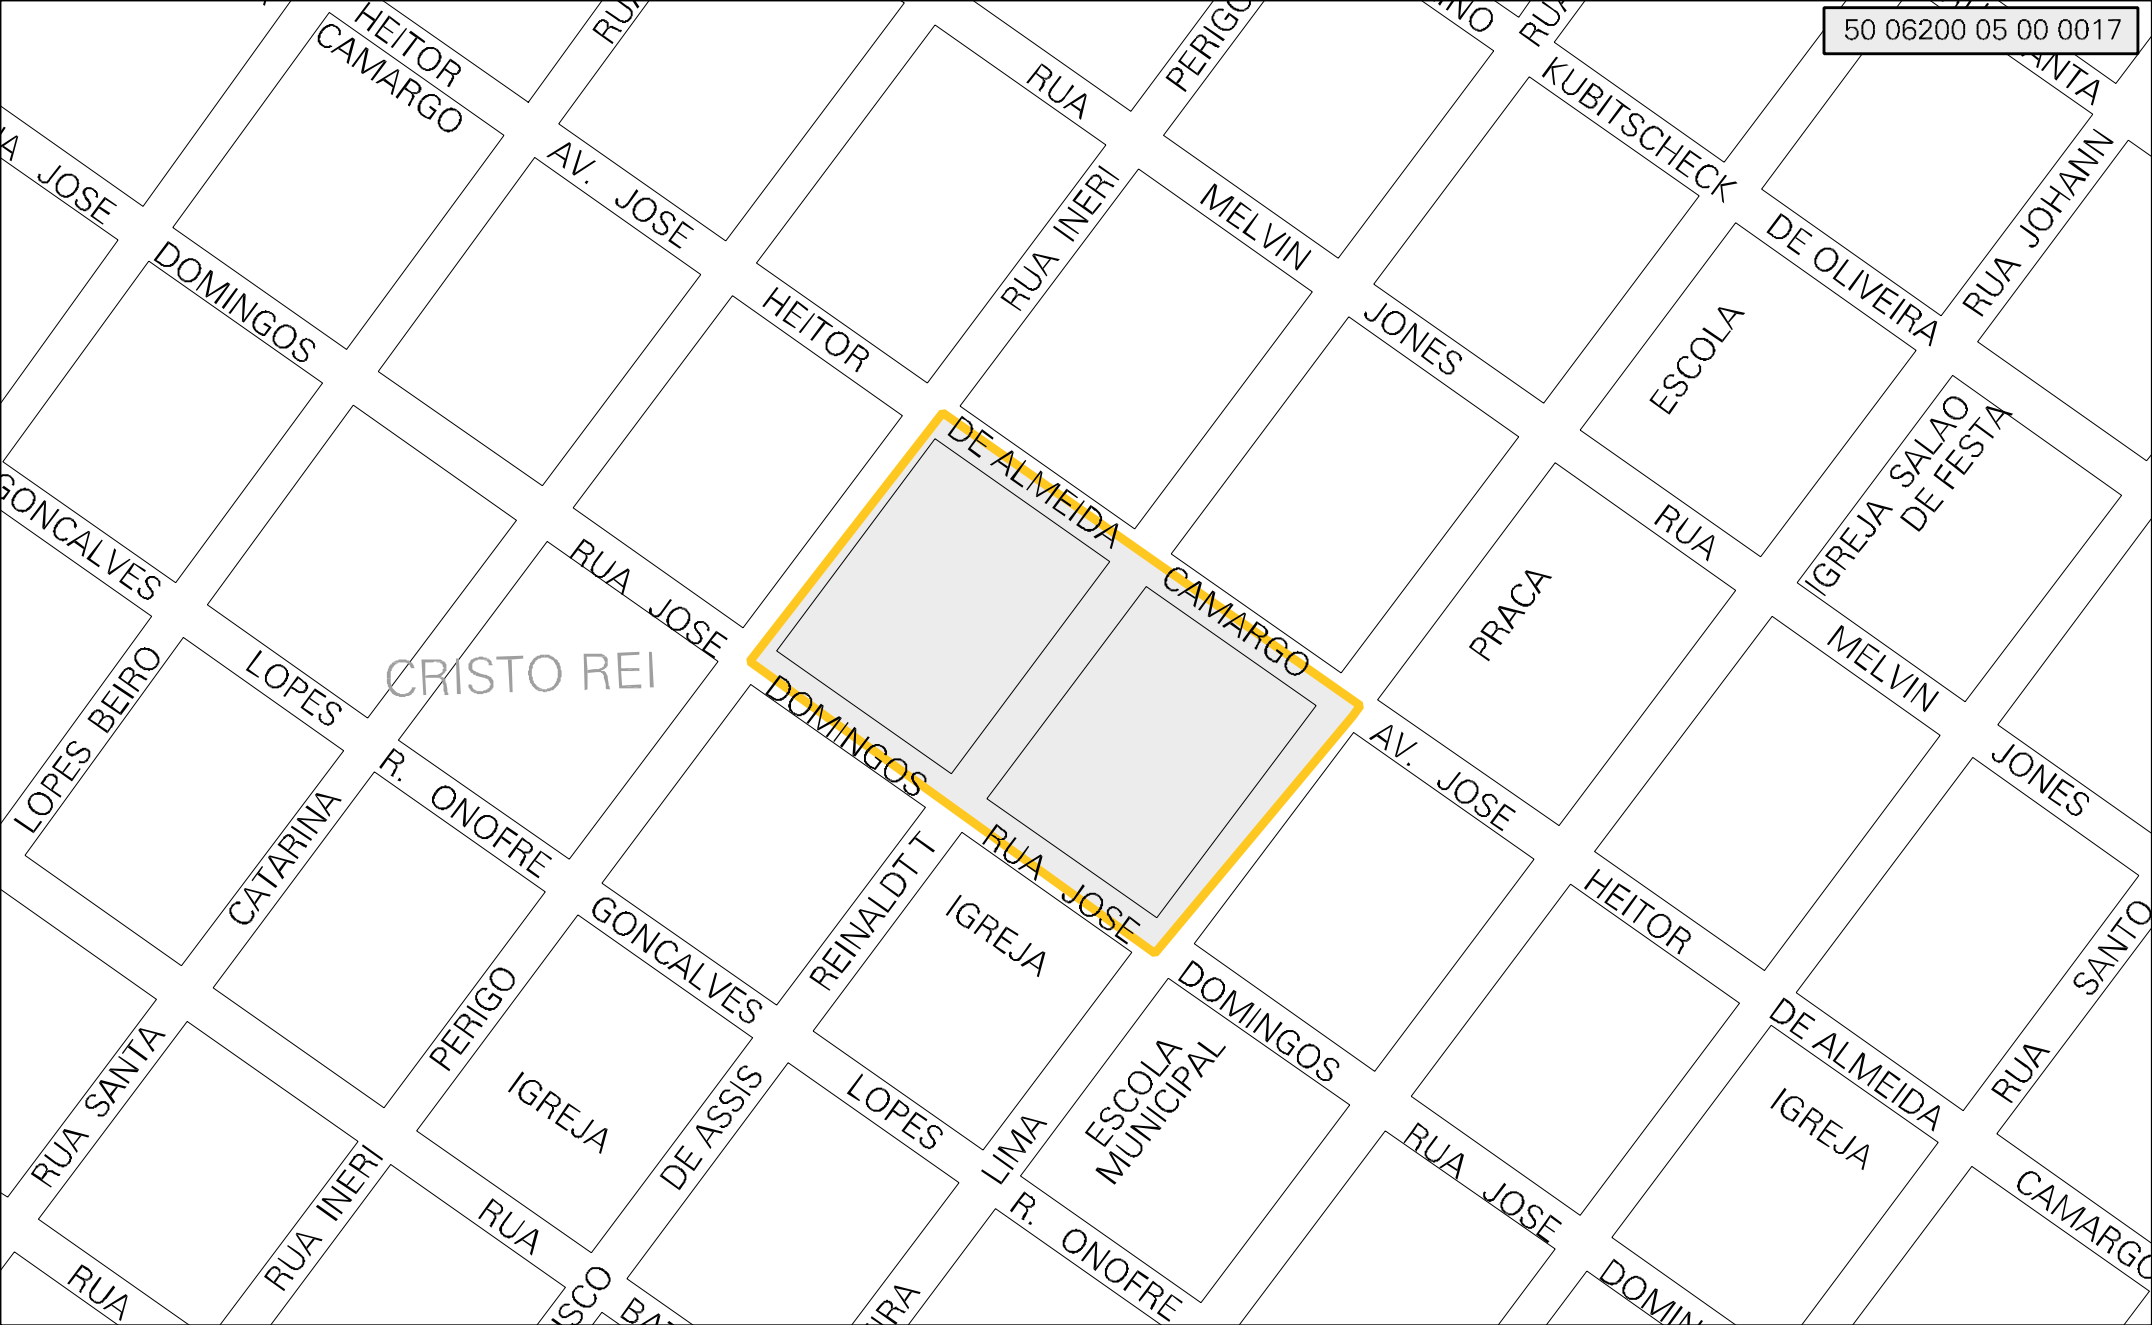 50 06200 05 00 0017
HEITOR
CAMARGO
RUA
PERIGO
KUBITSCHECK
JOSE
AV. JOSE
RUA INERI
MELVIN
DE OLIVEIRA
RUA JOHANN
DOMINGOS
HEITOR
JONES
ESCOLA
IGREJA SALAO
DE FESTA
GONCALVES
DE ALMEIDA
RUA
RUA JOSE
CAMARGO
PRACA
MELVIN
CRISTO REI
LOPES BEIRO
LOPES
DOMINGOS
AV. JOSE
JONES
CATARINA
R. ONOFRE
REINALDT T
RUA JOSE
HEITOR
IGREJA
GONCALVES
PERIGO
DOMINGOS
DE ALMEIDA
RUA SANTO
RUA SANTA
IGREJA
DE ASSIS
LOPES
LIMA
ESCOLA
MUNICIPAL
IGREJA
RUA JOSE
CAMARGO
RUA INERI
RUA
R. ONOFRE
RUA